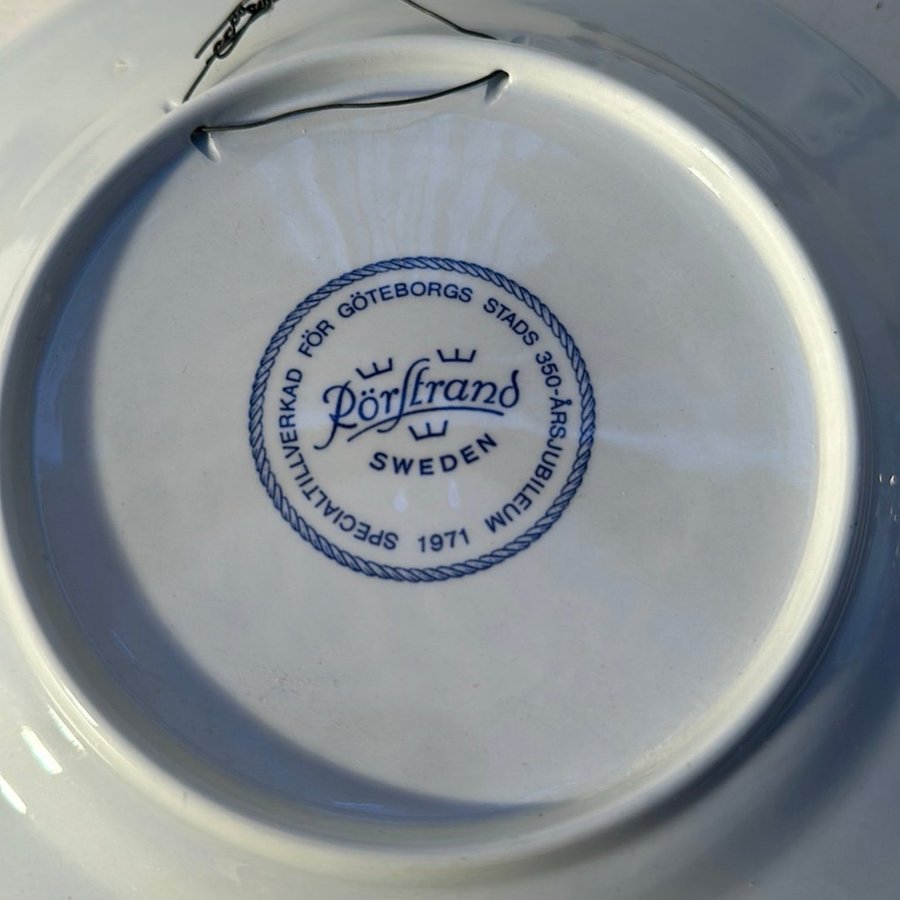 SPECIALTILLVERKAD FÖR GÖTEBORGS STADS 350-ÅRSJUBILEUM
1971
Rörstrand
SWEDEN